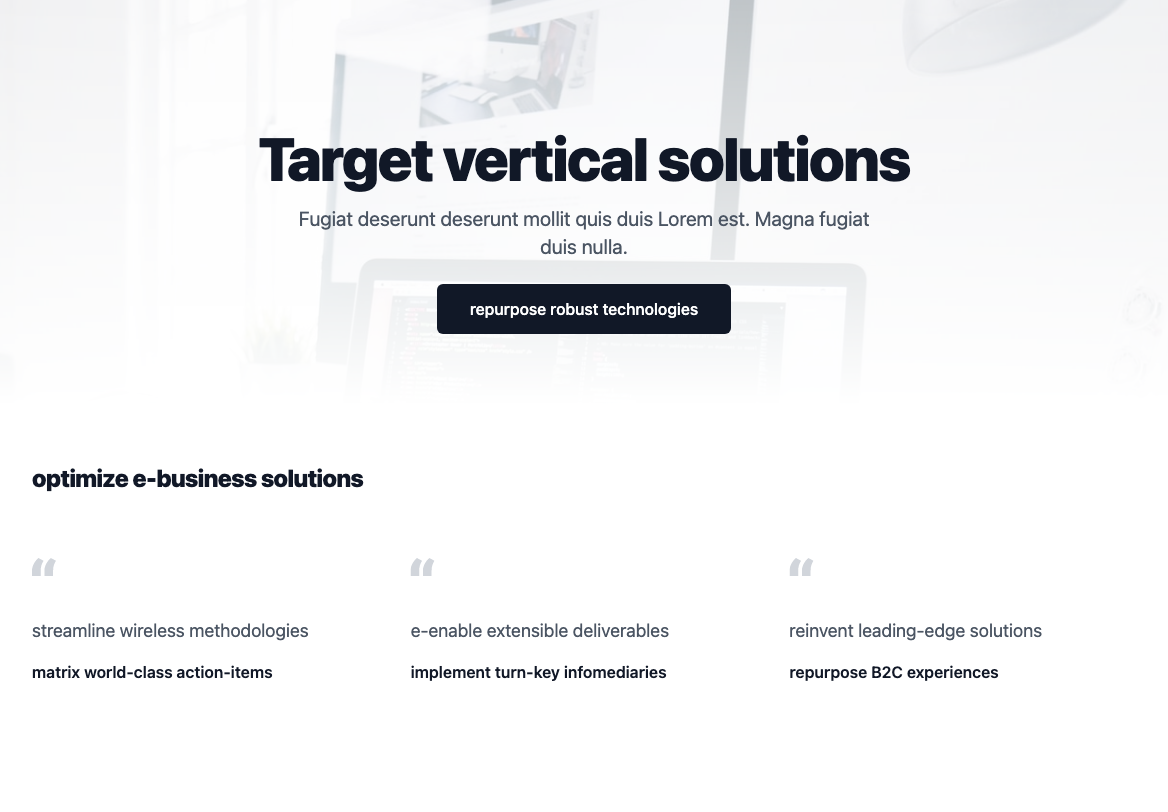 Target vertical solutions
Fugiat deserunt deserunt mollit quis duis Lorem est. Magna fugiat
duis nulla.
repurpose robust technologies
optimize e-business solutions
“ “ “
streamline wireless methodologies e-enable extensible deliverables reinvent leading-edge solutions
matrix world-class action-items implement turn-key infomediaries repurpose B2C experiences